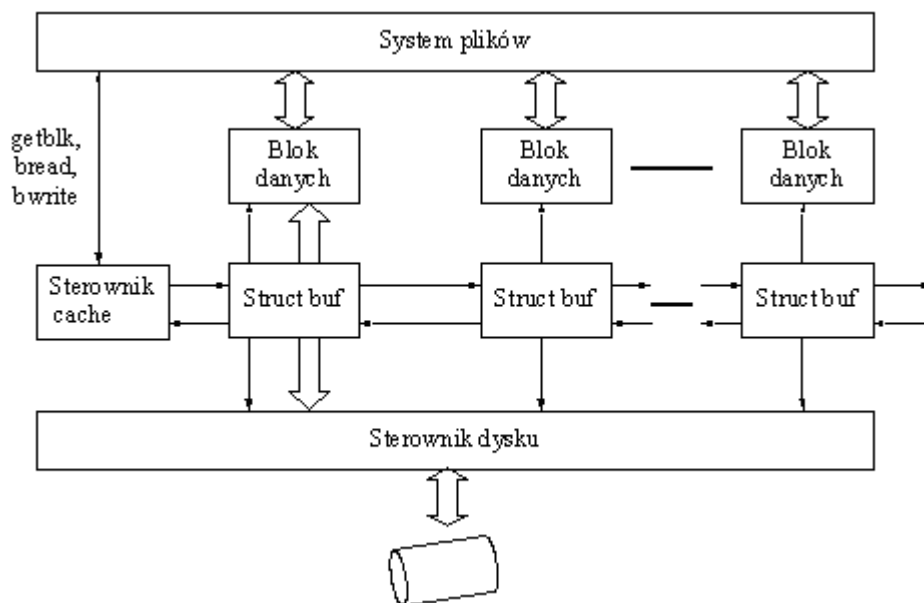 System plików
getblk,
bread,
bwrite
Blok
danych
Blok
danych
Blok
danych
Sterownik
cache
Struct buf
Struct buf
Struct buf
Sterownik dysku